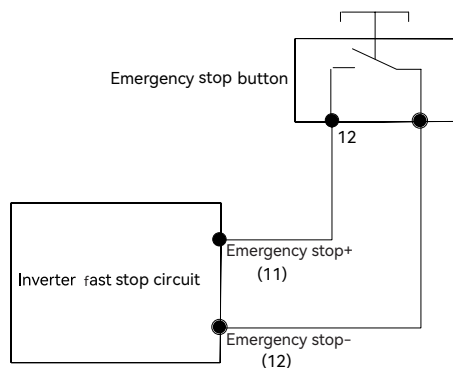 Emergency stop button
12
Emergency stop+
(11)
Inverter fast stop circuit
Emergency stop-
(12)